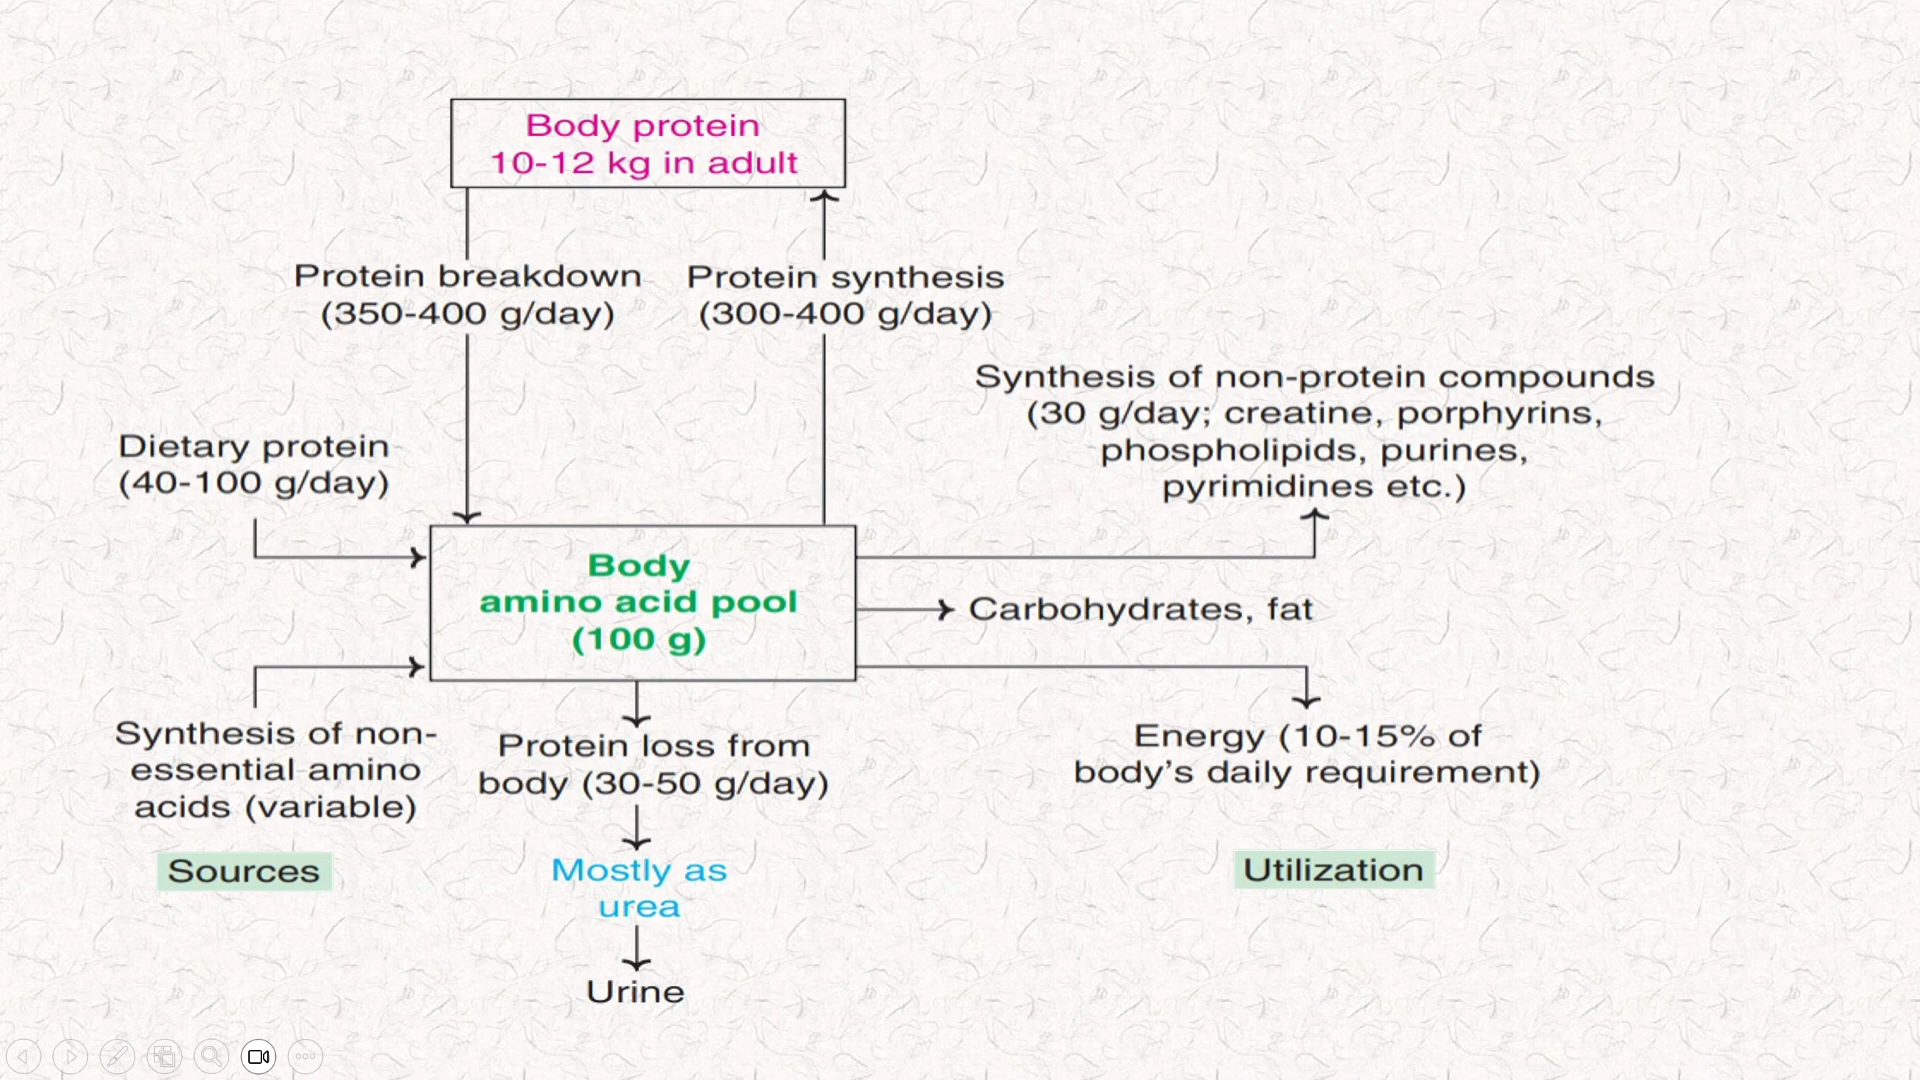 Body protein
10-12 kg in adult
Protein breakdown
(350-400 g/day)
Protein synthesis
(300-400 g/day)
Synthesis of non-protein compounds
(30 g/day; creatine, porphyrins,
phospholipids, purines,
pyrimidines etc.)
Dietary protein
(40-100 g/day)
Body
amino acid pool
(100 g)
Carbohydrates, fat
Synthesis of non-
essential amino
acids (variable)
Protein loss from
body (30-50 g/day)
Energy (10-15% of
body's daily requirement)
Sources
Mostly as
urea
Utilization
Urine